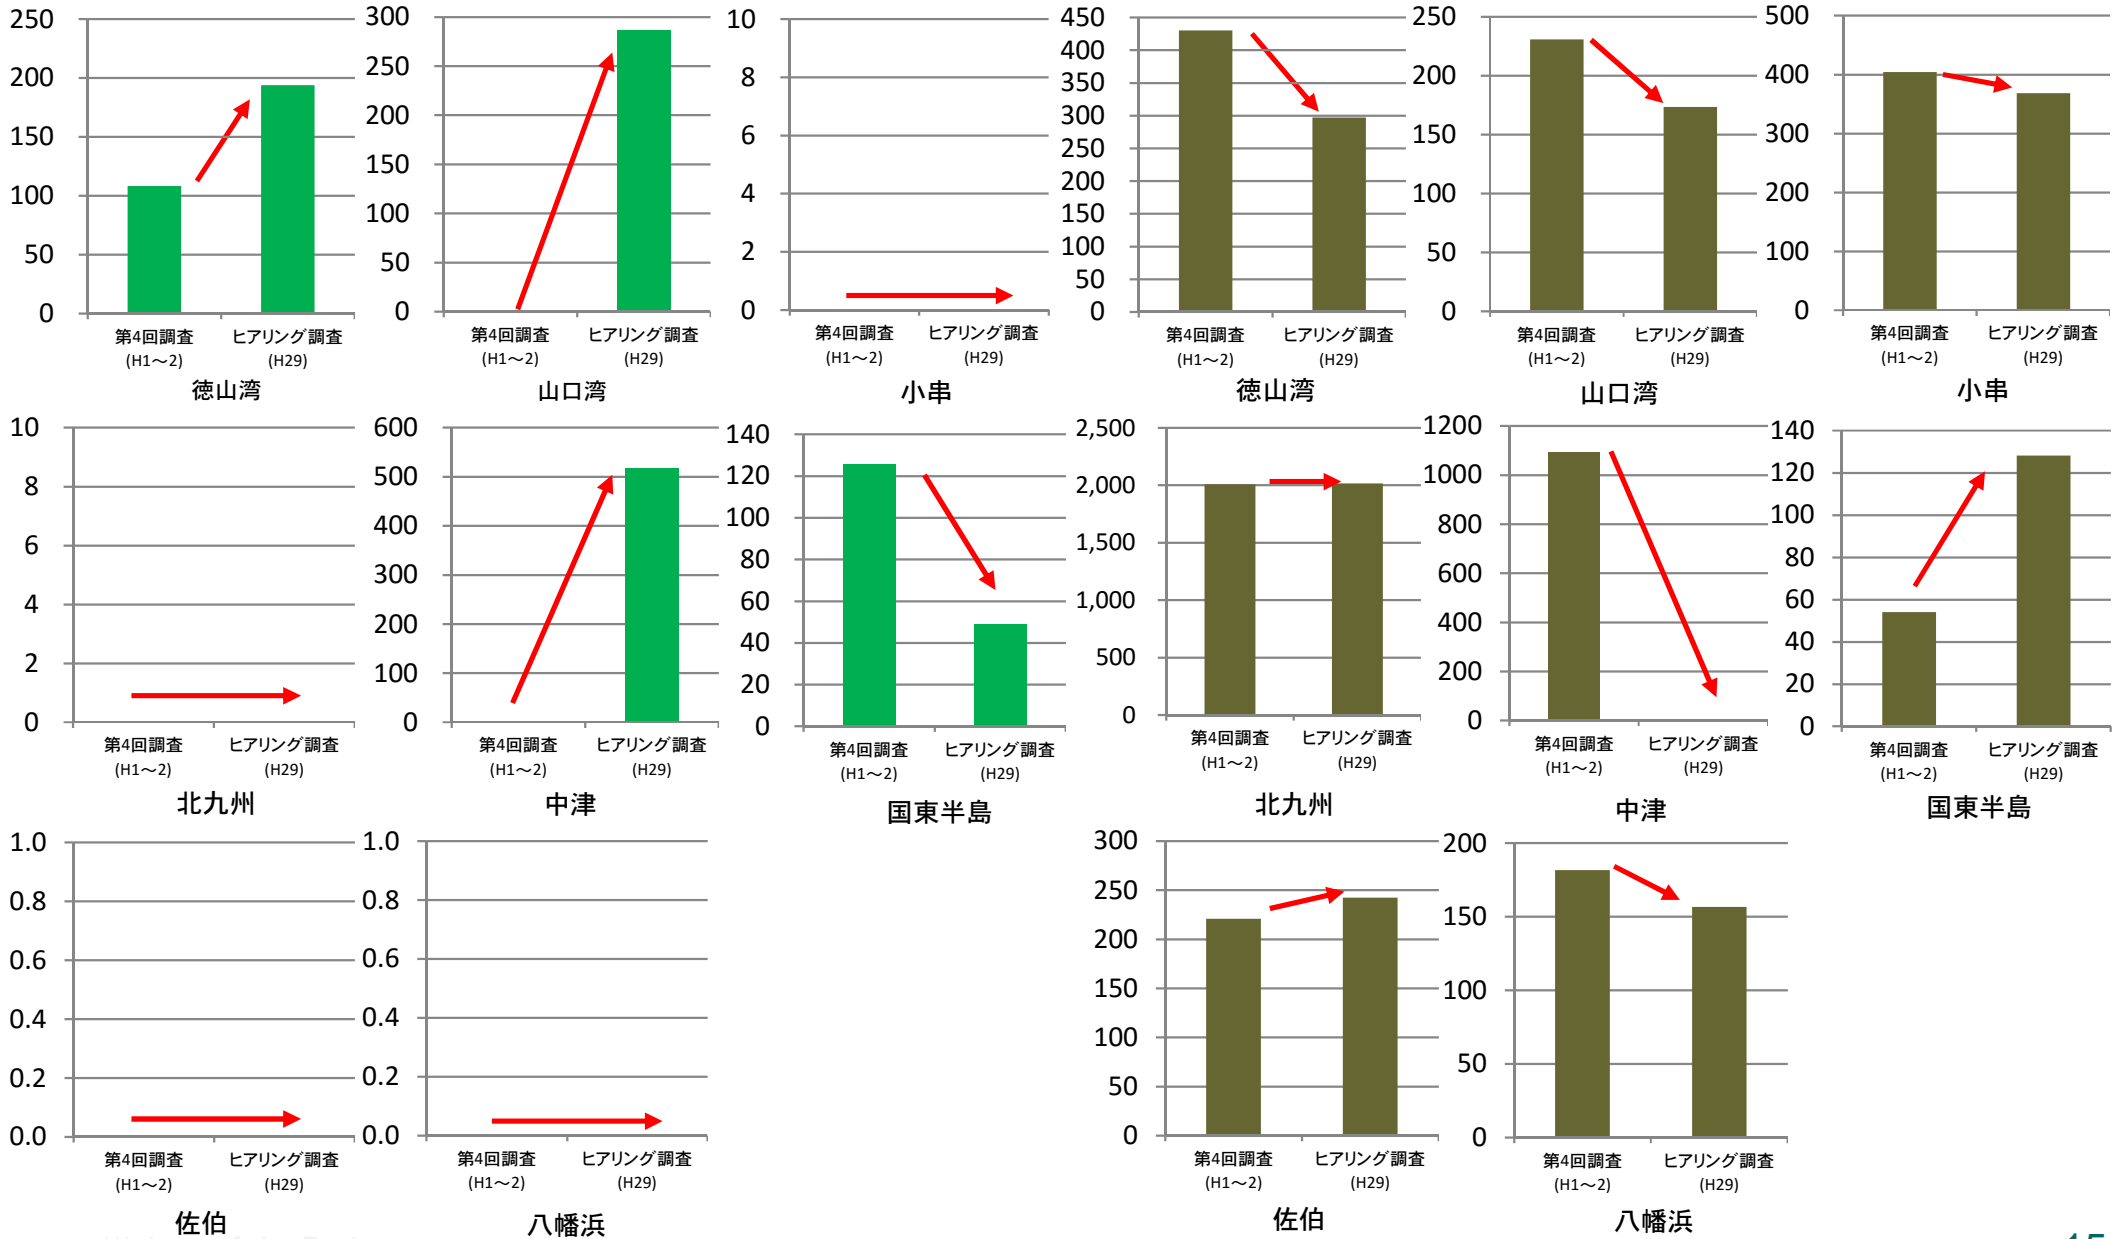 250
200
150
100
50
0
第4回調査 ヒアリング調査
(H1～2) (H29)
徳山湾
300
250
200
150
100
50
0
第4回調査 ヒアリング調査
(H1～2) (H29)
山口湾
10
8
6
4
2
0
第4回調査 ヒアリング調査
(H1～2) (H29)
小串
450
400
350
300
250
200
150
100
50
0
第4回調査 ヒアリング調査
(H1～2) (H29)
徳山湾
250
200
150
100
50
0
第4回調査 ヒアリング調査
(H1～2) (H29)
山口湾
500
400
300
200
100
0
第4回調査 ヒアリング調査
(H1～2) (H29)
小串
10
8
6
4
2
0
第4回調査 ヒアリング調査
(H1～2) (H29)
北九州
600
500
400
300
200
100
0
第4回調査 ヒアリング調査
(H1～2) (H29)
中津
140
120
100
80
60
40
20
0
第4回調査 ヒアリング調査
(H1～2) (H29)
国東半島
2,500
2,000
1,500
1,000
500
0
第4回調査 ヒアリング調査
(H1～2) (H29)
北九州
1200
1000
800
600
400
200
0
第4回調査 ヒアリング調査
(H1～2) (H29)
中津
140
120
100
80
60
40
20
0
第4回調査 ヒアリング調査
(H1～2) (H29)
国東半島
1.0
0.8
0.6
0.4
0.2
0.0
第4回調査 ヒアリング調査
(H1～2) (H29)
佐伯
1.0
0.8
0.6
0.4
0.2
0.0
第4回調査 ヒアリング調査
(H1～2) (H29)
八幡浜
300
250
200
150
100
50
0
第4回調査 ヒアリング調査
(H1～2) (H29)
佐伯
200
150
100
50
0
第4回調査 ヒアリング調査
(H1～2) (H29)
八幡浜